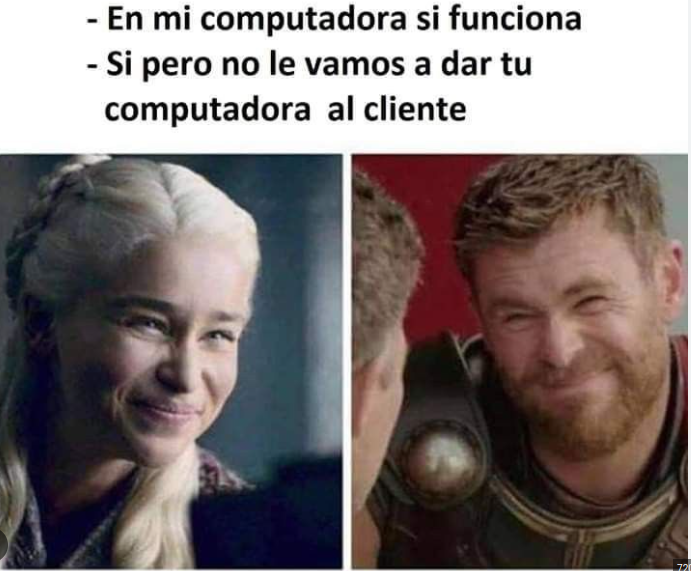 - En mi computadora si funciona
- Si pero no le vamos a dar tu
computadora al cliente